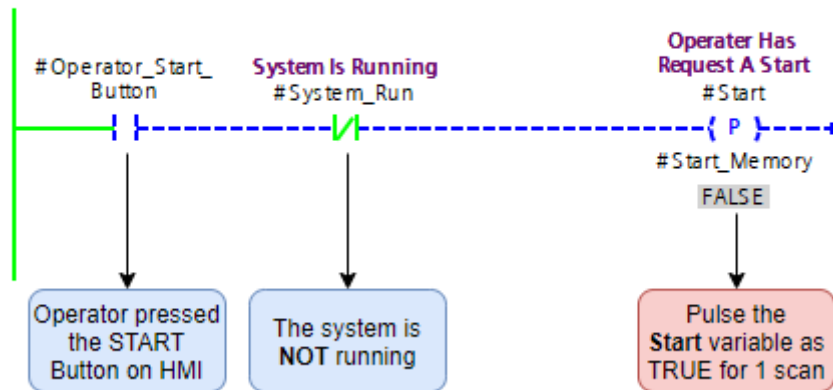 #Operator_Start_
Button
System Is Running
#System_Run
Operater Has
Request A Start
#Start
P
#Start_Memory
FALSE
Operator pressed
the START
Button on HMI
The system is
NOT running
Pulse the
Start variable as
TRUE for 1 scan